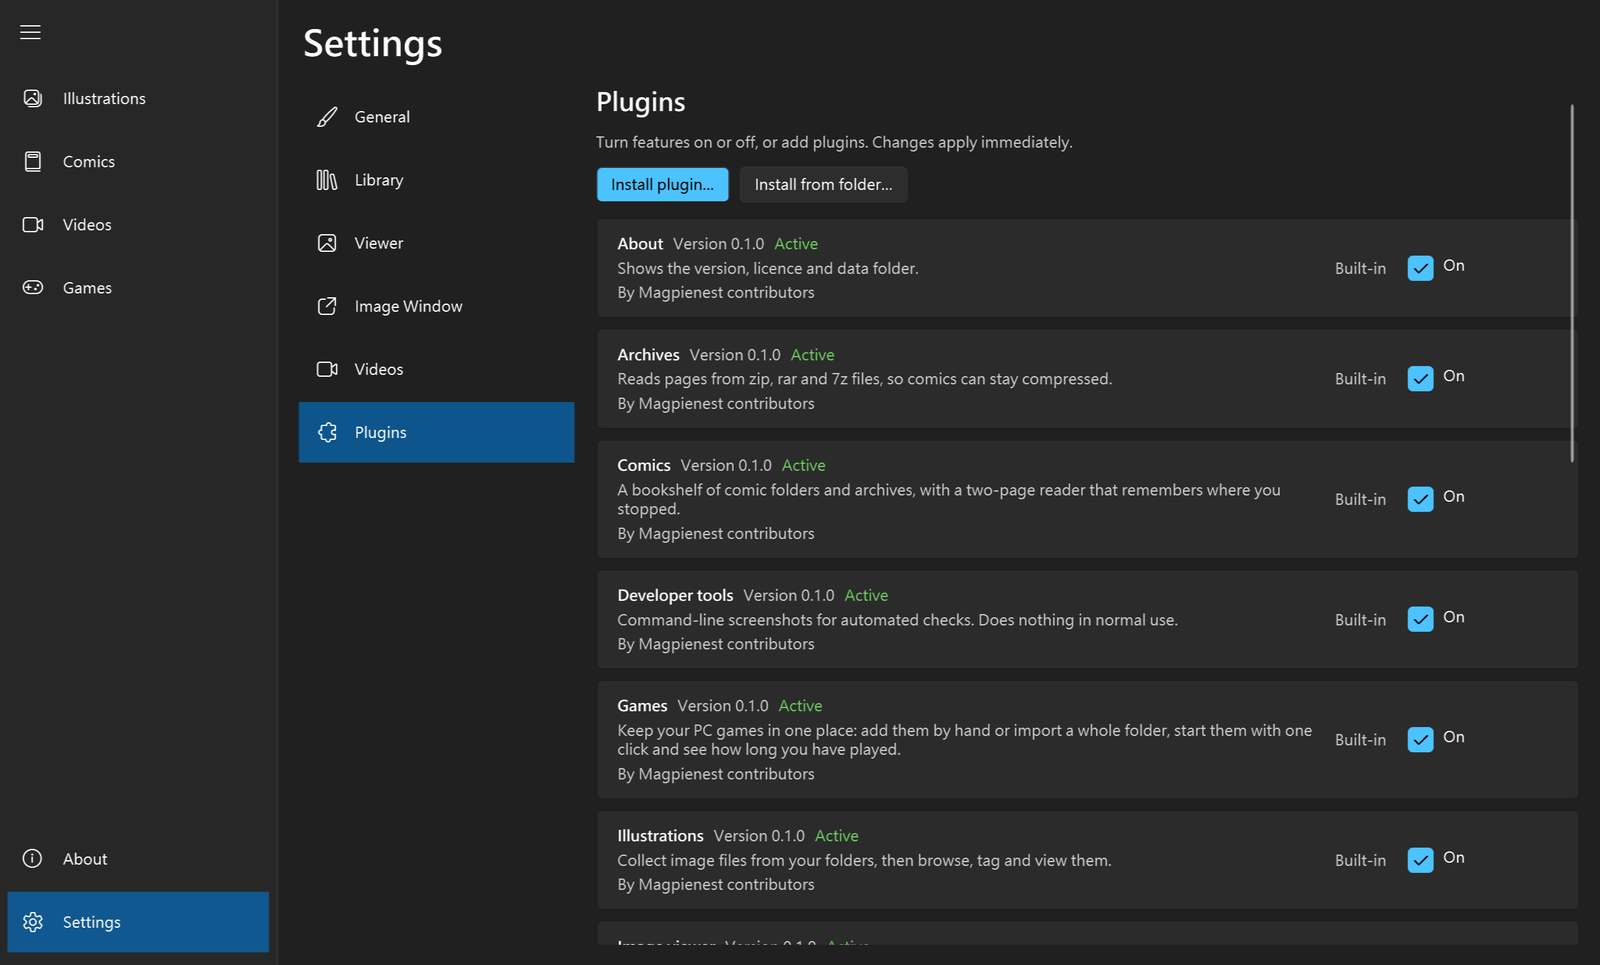 Illustrations
Comics
Videos
Games
About
Settings
Settings
General
Library
Viewer
Image Window
Videos
Plugins
Plugins
Turn features on or off, or add plugins. Changes apply immediately.
Install plugin...
Install from folder...
About Version 0.1.0 Active
Shows the version, licence and data folder.
By Magpienest contributors
Built-in
On
Archives Version 0.1.0 Active
Reads pages from zip, rar and 7z files, so comics can stay compressed.
By Magpienest contributors
Built-in
On
Comics Version 0.1.0 Active
A bookshelf of comic folders and archives, with a two-page reader that remembers where you
stopped.
By Magpienest contributors
Built-in
On
Developer tools Version 0.1.0 Active
Command-line screenshots for automated checks. Does nothing in normal use.
By Magpienest contributors
Built-in
On
Games Version 0.1.0 Active
Keep your PC games in one place: add them by hand or import a whole folder, start them with one
click and see how long you have played.
By Magpienest contributors
Built-in
On
Illustrations Version 0.1.0 Active
Collect image files from your folders, then browse, tag and view them.
By Magpienest contributors
Built-in
On
Image viewer Version 0.1.0 Active